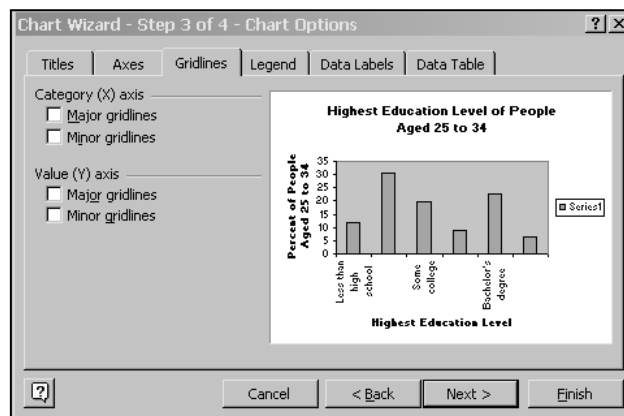 Chart Wizard - Step 3 of 4 - Chart Options
Titles
Axes
Gridlines
Legend
Data Labels
Data Table
Category (X) axis
Major gridlines
Minor gridlines
Value (Y) axis
Major gridlines
Minor gridlines
Highest Education Level of People
Aged 25 to 34
Percent of People
Aged 25 to 34
35
30
25
20
15
10
5
0
Less than
high
school
Some
college
Bachelor's
degree
Highest Education Level
Series1
?
Cancel
< Back
Next >
Finish